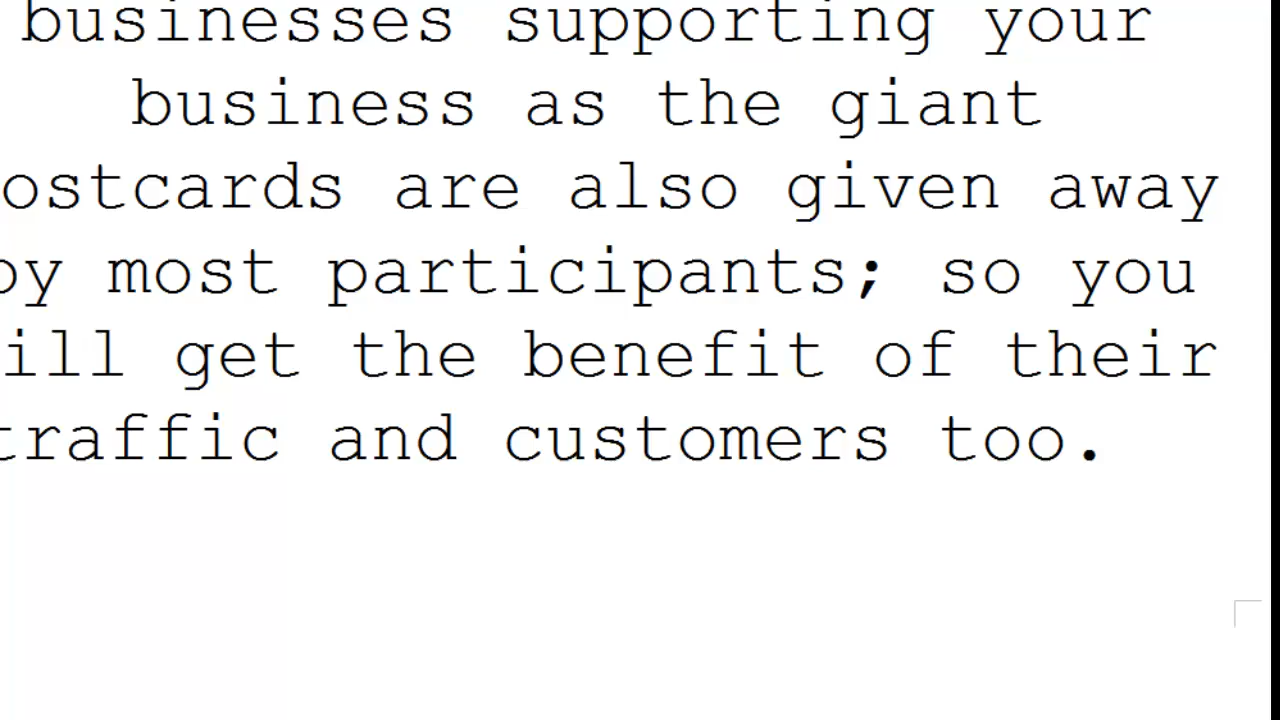 businesses supporting your
business as the giant
ostcards are also given away
by most participants; so you
ill get the benefit of their
traffic and customers too.